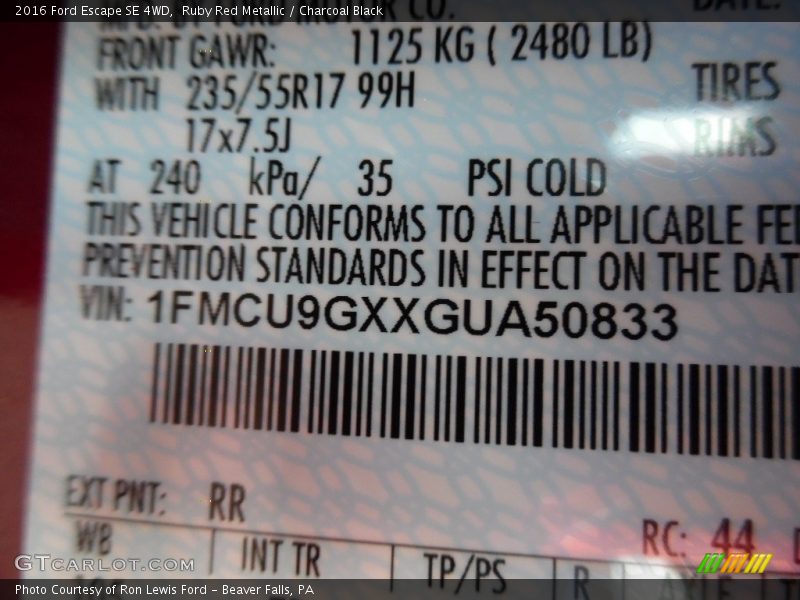 2016 Ford Escape SE 4WD, Ruby Red Metallic / Charcoal Black
CO. DATE:
FRONT GAWR: 1125 KG ( 2480 LB)
WITH 235/55R17 99H TIRES
17x7.5J RIMS
AT 240 kPa/ 35 PSI COLD
THIS VEHICLE CONFORMS TO ALL APPLICABLE FE
PREVENTION STANDARDS IN EFFECT ON THE DAT
VIN: 1FMCU9GXXGUA50833
EXT PNT: RR
RC: 44
WB INT TR TP/PS R AXLE
GTCARLOT.COM
Photo Courtesy of Ron Lewis Ford - Beaver Falls, PA